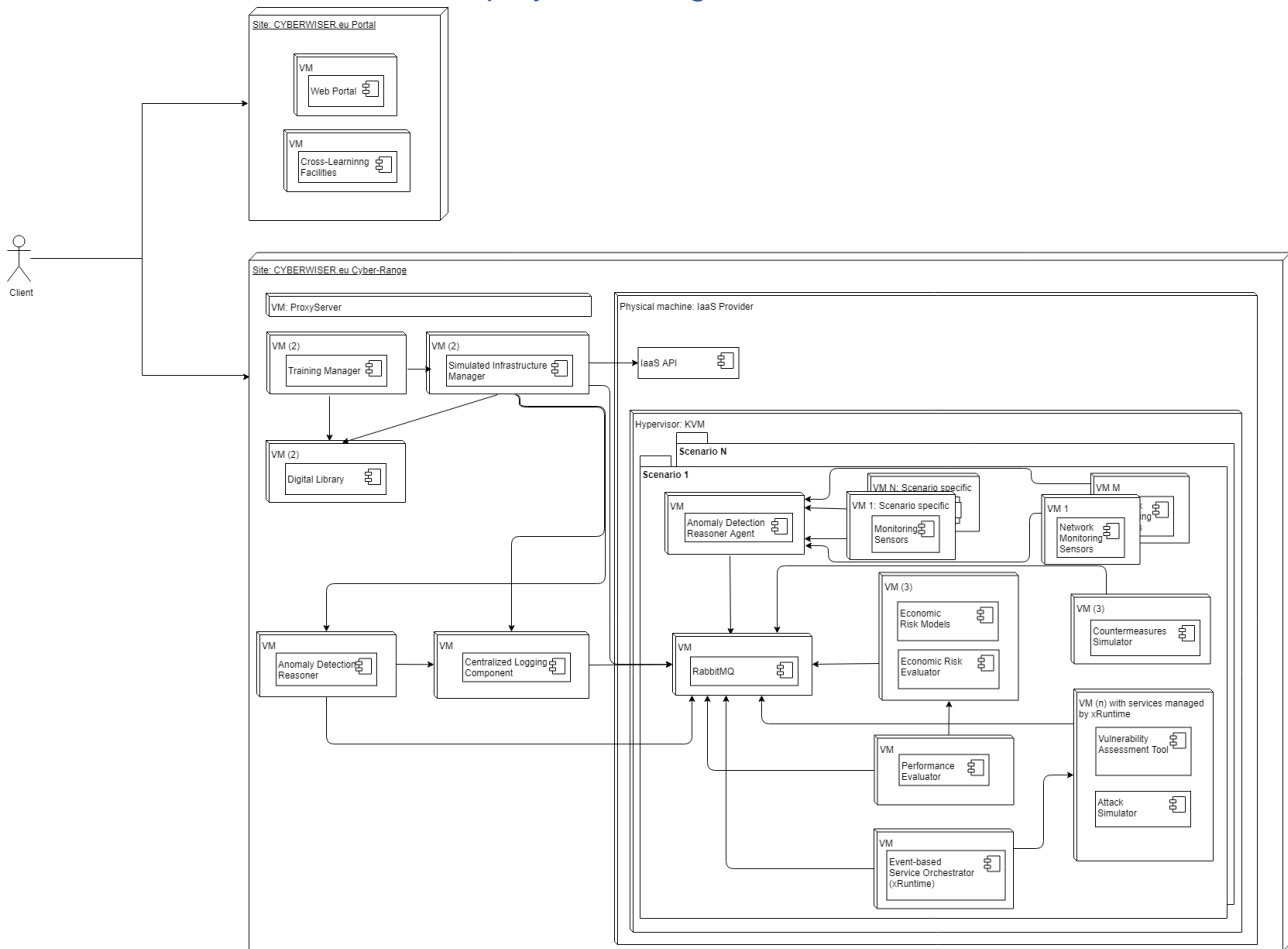 Site: CYBERWISER.eu Portal
VM
Web Portal
VM
Cross-Learninng
Facilities
Client
Site: CYBERWISER.eu Cyber-Range
VM: ProxyServer
VM (2)
Training Manager
VM (2)
Simulated Infrastructure
Manager
VM (2)
Digital Library
VM
Anomaly Detection
Reasoner
VM
Centralized Logging
Component
Physical machine: IaaS Provider
IaaS API
Hypervisor: KVM
Scenario N
Scenario 1
VM
Anomaly Detection
Reasoner Agent
VM N: Scenario specific
VM 1: Scenario specific
Monitoring
Sensors
VM M
VM 1
Network
Monitoring
Sensors
VM
RabbitMQ
VM (3)
Economic
Risk Models
Economic Risk
Evaluator
VM (3)
Countermeasures
Simulator
VM (n) with services managed
by xRuntime
Vulnerability
Assessment Tool
Attack
Simulator
VM
Performance
Evaluator
VM
Event-based
Service Orchestrator
(xRuntime)